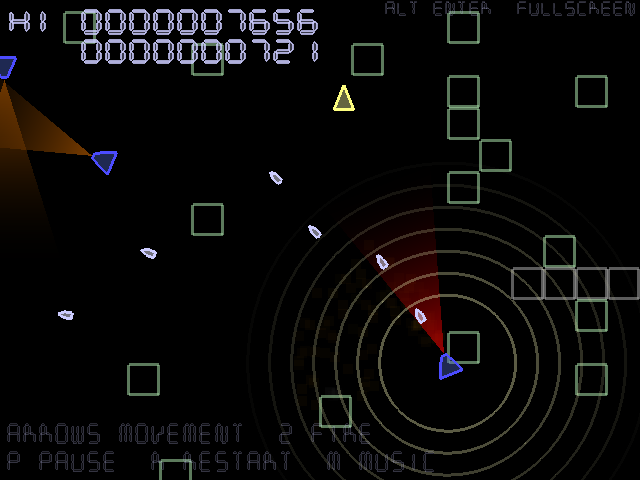 HI 0000007656
ALT ENTER FULLSCREEN
0000000721
ARROWS MOVEMENT Z FIRE
P PAUSE R RESTART M MUSIC